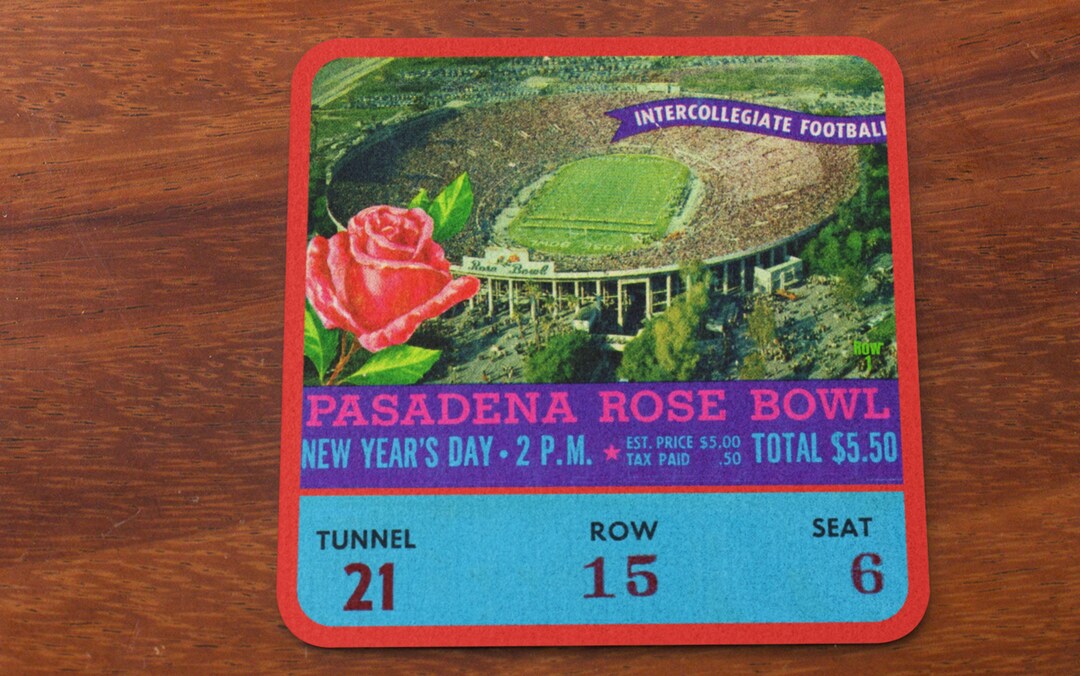 INTERCOLLEGIATE FOOTBALL
Rose Bowl
Row
1
PASADENA ROSE BOWL
NEW YEAR'S DAY • 2 P.M. ★ EST. PRICE $5.00 TOTAL $5.50
TAX PAID .50
TUNNEL ROW SEAT
21 15 6